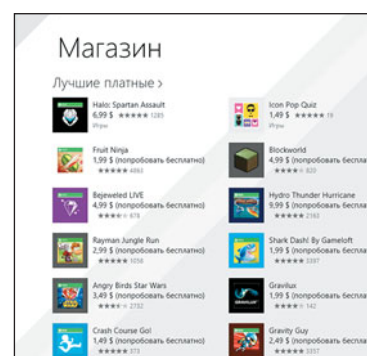 Магазин
Лучшие платные ›
Halo: Spartan Assault
6,99 $ ★★★★★ 1285
Игры
Fruit Ninja
1,99 $ (попробовать бесплатно)
★★★★★ 4863
Bejeweled LIVE
4,99 $ (попробовать бесплатно)
★★★★★ 678
Rayman Jungle Run
2,99 $ (попробовать бесплатно)
★★★★★ 1056
Angry Birds Star Wars
3,49 $ (попробовать бесплатно)
★★★★★ 2752
Crash Course Go!
1,49 $ (попробовать бесплатно)
★★★★★ 373
Icon Pop Quiz
1,49 $ ★★★★★ 19
Игры
Blockworld
4,99 $ (попробовать беспла
★★★★★ 820
Hydro Thunder Hurricane
9,99 $ (попробовать беспла
★★★★★ 2163
Shark Dash! By Gameloft
1,99 $ (попробовать беспла
★★★★★ 3397
Gravilux
1,99 $ (попробовать беспла
★★★★★ 142
Gravity Guy
2,49 $ (попробовать беспла
★★★★★ 3357